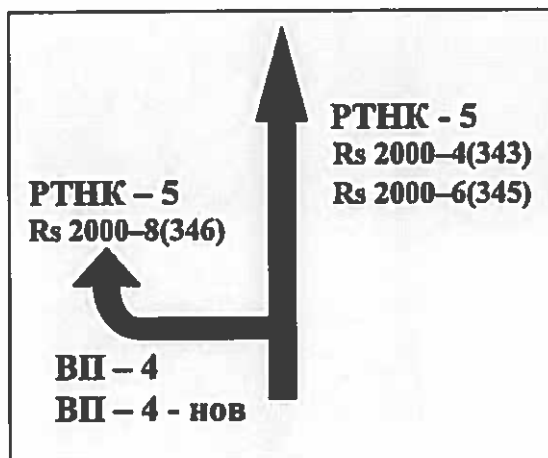 РТНК - 5
Rs 2000–4(343)
Rs 2000–6(345)
РТНК – 5
Rs 2000–8(346)
ВП – 4
ВП – 4 - нов